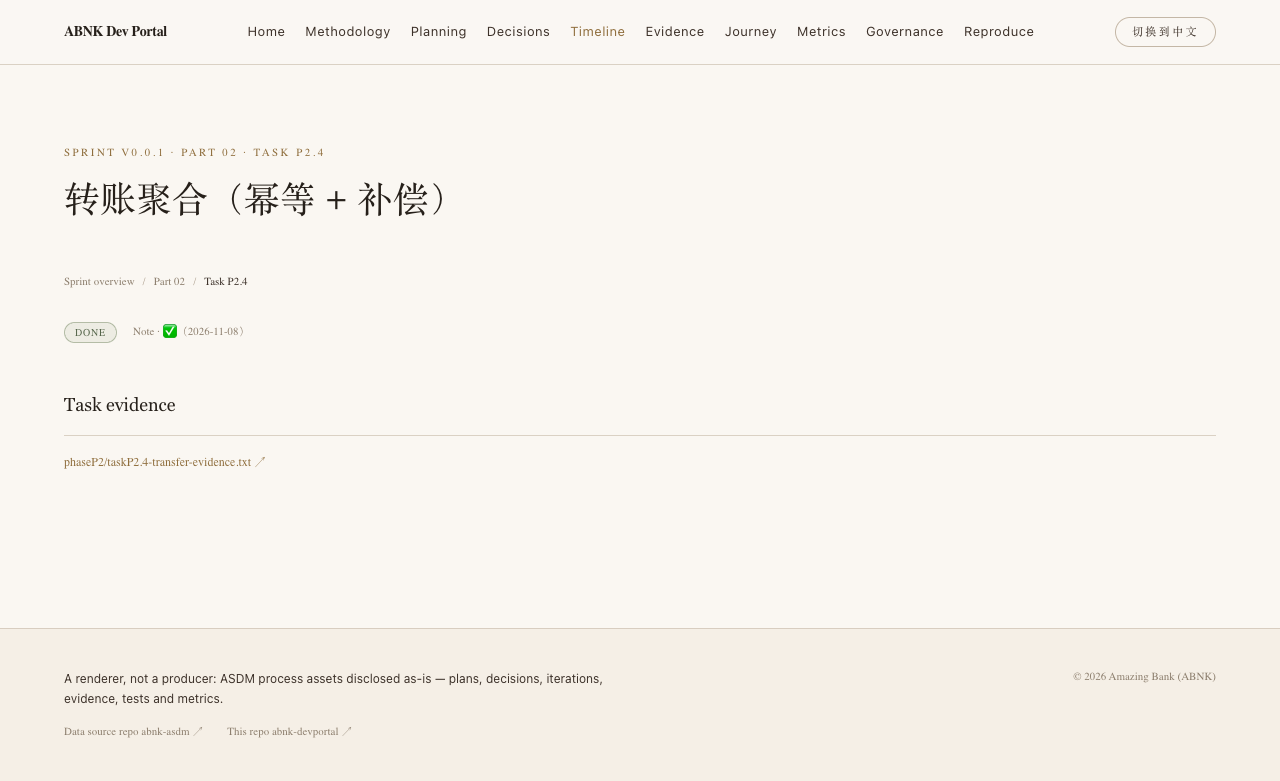 ABNK Dev Portal
Home Methodology Planning Decisions Timeline Evidence Journey Metrics Governance Reproduce
切换到中文
SPRINT V0.0.1 · PART 02 · TASK P2.4
转账聚合（幂等 + 补偿）
Sprint overview / Part 02 / Task P2.4
DONE Note · ✅（2026-11-08）
Task evidence
phaseP2/taskP2.4-transfer-evidence.txt ↗
A renderer, not a producer: ASDM process assets disclosed as-is — plans, decisions, iterations,
evidence, tests and metrics.
© 2026 Amazing Bank (ABNK)
Data source repo abnk-asdm ↗ This repo abnk-devportal ↗